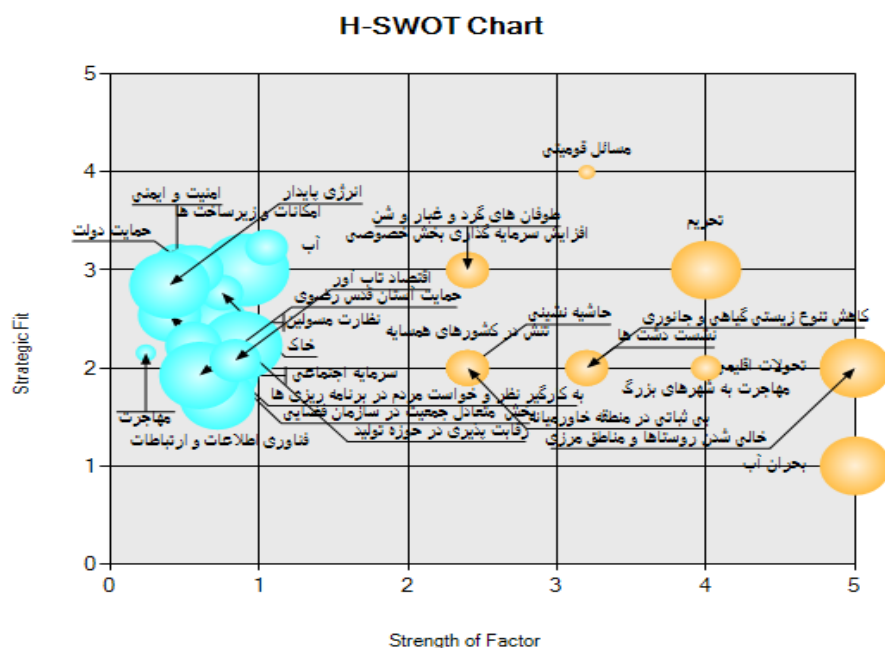 H-SWOT Chart
5
مسائل قومیتی
4
امنیت و ایمنی
انرژی پایدار
امکانات و زیرساخت ها
طوفان های گرد و غبار و شن
تحریم
حمایت دولت
آب
افزایش سرمایه گذاری بخش خصوصی
3
اقتصاد تاب آور
حمایت آستان قدس رضوی
حاشیه نشینی
کاهش تنوع زیستی گیاهی و جانوری
نظارت مسولین
تنش در کشورهای همسایه
نشست دشت ها
خاک
2
سرمایه اجتماعی
تحولات اقلیمی
به کارگیر نظر و خواست مردم در برنامه ریزی ها
مهاجرت به شهرهای بزرگ
مهاجرت
پخش متعادل جمعیت در سازمان فضایی
بی ثباتی در منطقه خاورمیانه
فناوری اطلاعات و ارتباطات
رقابت پذیری در حوزه تولید
خالی شدن روستاها و مناطق مرزی
1
بحران آب
0
0 1 2 3 4 5
Strategic Fit
Strength of Factor